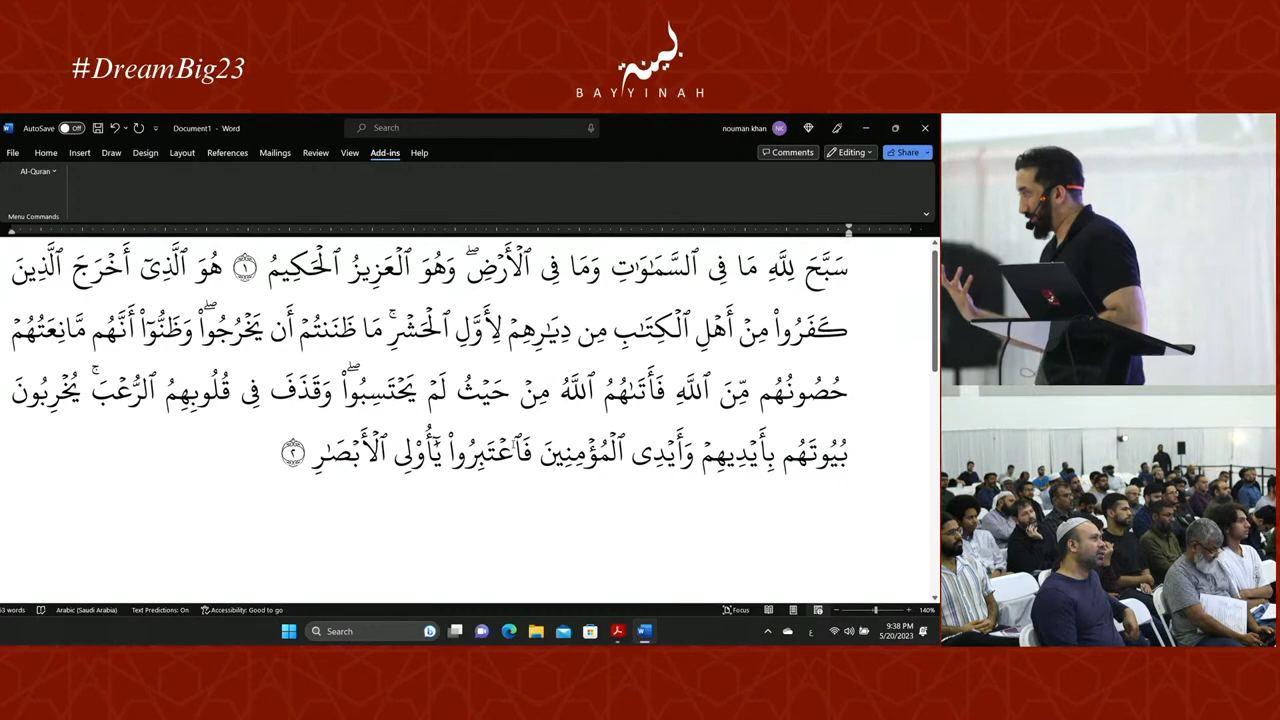 #DreamBig23
بينة
BAYYINAH
AutoSave Off Document1 - Word Search nouman khan NK
File Home Insert Draw Design Layout References Mailings Review View Add-ins Help Comments Editing Share
Al-Quran
Menu Commands
سَبَّحَ لِلَّهِ مَا فِى ٱلسَّمَـٰوَٰتِ وَمَا فِى ٱلْأَرْضِ ۖ وَهُوَ ٱلْعَزِيزُ ٱلْحَكِيمُ ١ هُوَ ٱلَّذِىٓ أَخْرَجَ ٱلَّذِينَ
كَفَرُوا۟ مِنْ أَهْلِ ٱلْكِتَـٰبِ مِن دِيَـٰرِهِمْ لِأَوَّلِ ٱلْحَشْرِ ۚ مَا ظَنَنتُمْ أَن يَخْرُجُوا۟ ۖ وَظَنُّوٓا۟ أَنَّهُم مَّانِعَتُهُمْ
حُصُونُهُم مِّنَ ٱللَّهِ فَأَتَىٰهُمُ ٱللَّهُ مِنْ حَيْثُ لَمْ يَحْتَسِبُوا۟ ۖ وَقَذَفَ فِى قُلُوبِهِمُ ٱلرُّعْبَ ۚ يُخْرِبُونَ
بُيُوتَهُم بِأَيْدِيهِمْ وَأَيْدِى ٱلْمُؤْمِنِينَ فَٱعْتَبِرُوا۟ يَـٰٓأُو۟لِى ٱلْأَبْصَـٰرِ ٢
53 words Arabic (Saudi Arabia) Text Predictions: On Accessibility: Good to go Focus 140%
Search ع 9:38 PM
5/20/2023